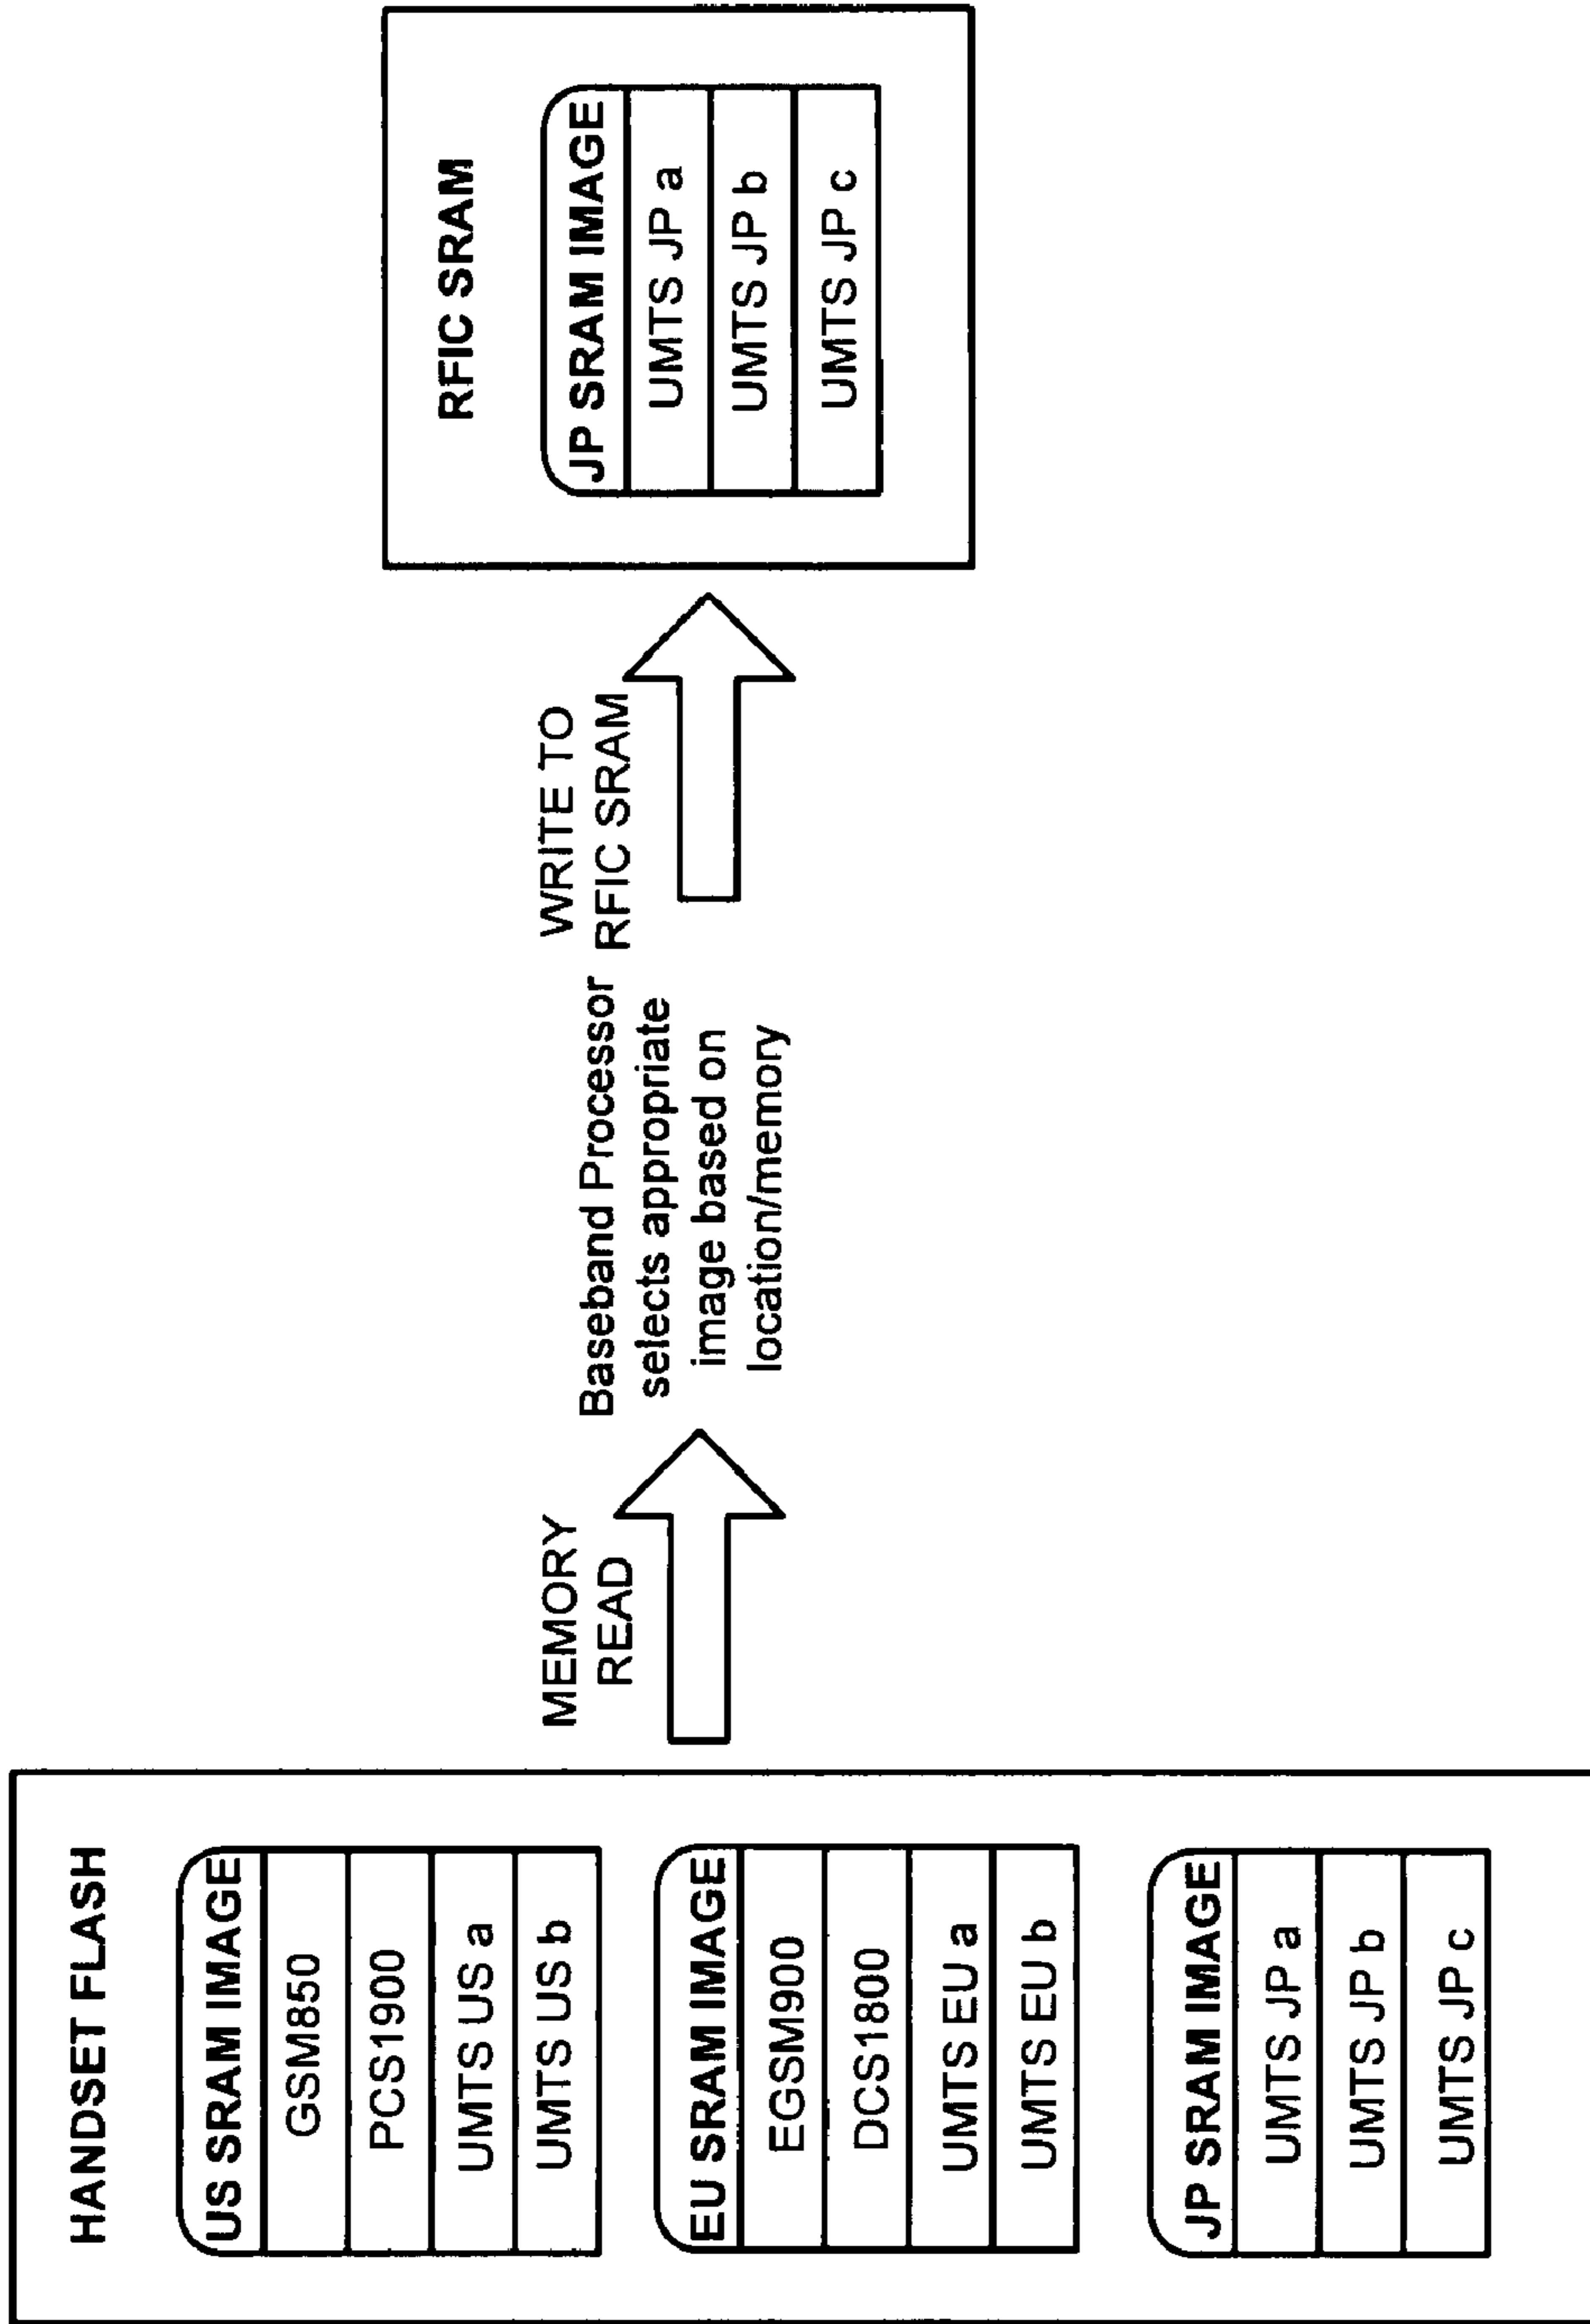 HANDSET FLASH
US SRAM IMAGE
GSM850
PCS1900
UMTS US a
UMTS US b
EU SRAM IMAGE
EGSM900
DCS1800
UMTS EU a
UMTS EU b
JP SRAM IMAGE
UMTS JP a
UMTS JP b
UMTS JP c
MEMORY
READ
Baseband Processor
selects appropriate
image based on
location/memory
WRITE TO
RFIC SRAM
RFIC SRAM
JP SRAM IMAGE
UMTS JP a
UMTS JP b
UMTS JP c